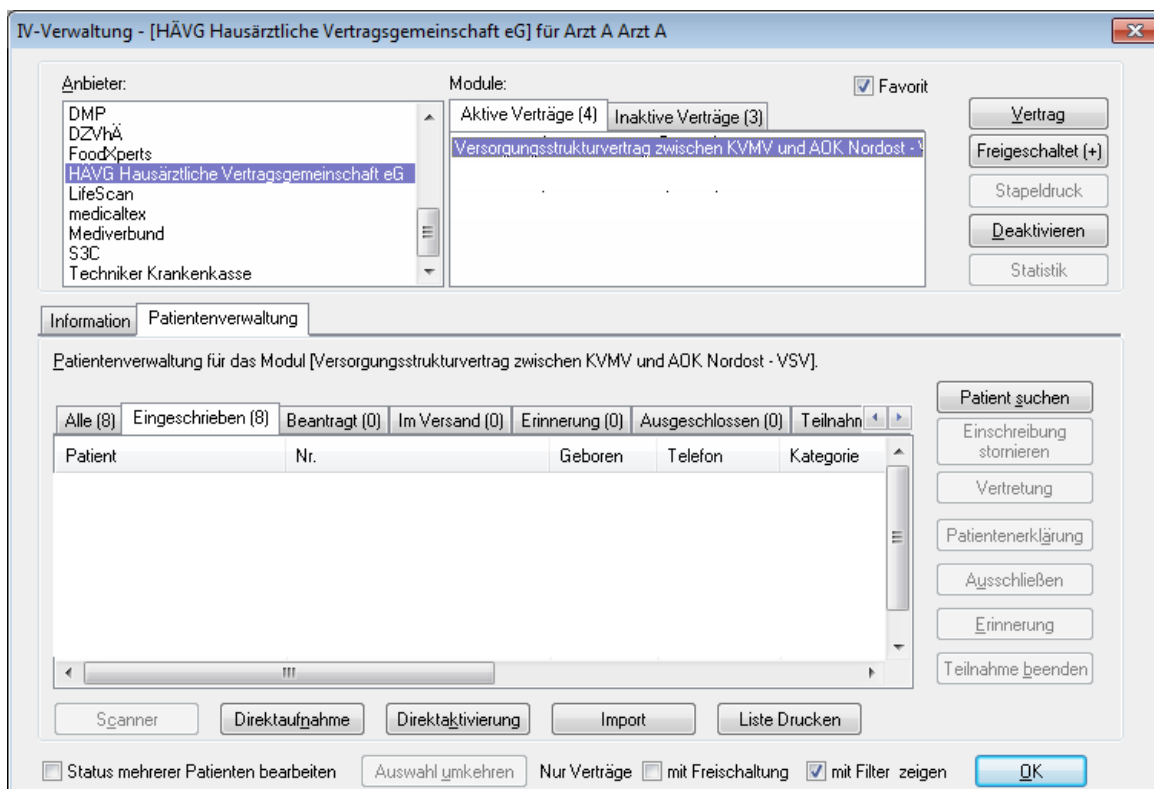 IV-Verwaltung - [HÄVG Hausärztliche Vertragsgemeinschaft eG] für Arzt A Arzt A
Anbieter:
DMP
DZVhÄ
FoodXperts
HÄVG Hausärztliche Vertragsgemeinschaft eG
LifeScan
medicaltex
Mediverbund
S3C
Techniker Krankenkasse
Module:
Favorit
Aktive Verträge (4) Inaktive Verträge (3)
Versorgungsstrukturvertrag zwischen KVMV und AOK Nordost -
Vertrag
Freigeschaltet (+)
Stapeldruck
Deaktivieren
Statistik
Information Patientenverwaltung
Patientenverwaltung für das Modul [Versorgungsstrukturvertrag zwischen KVMV und AOK Nordost - VSV].
Alle (8) Eingeschrieben (8) Beantragt (0) Im Versand (0) Erinnerung (0) Ausgeschlossen (0) Teilnahm
Patient Nr. Geboren Telefon Kategorie
Patient suchen
Einschreibung
stornieren
Vertretung
Patientenerklärung
Ausschließen
Erinnerung
Teilnahme beenden
Scanner Direktaufnahme Direktaktivierung Import Liste Drucken
Status mehrerer Patienten bearbeiten Auswahl umkehren Nur Verträge mit Freischaltung mit Filter zeigen OK